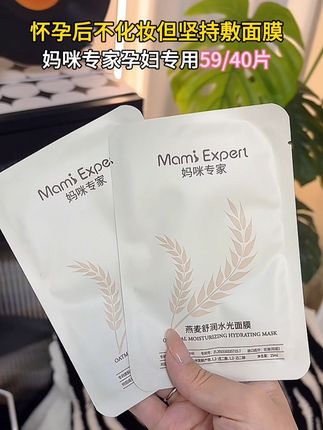 怀孕后不化妆但坚持敷面膜
妈咪专家孕妇专用59/40片
Mami Expert
妈咪专家
Mami Expert
妈咪专家
燕麦舒润水光面膜
MOISTURIZING HYDRATING MASK